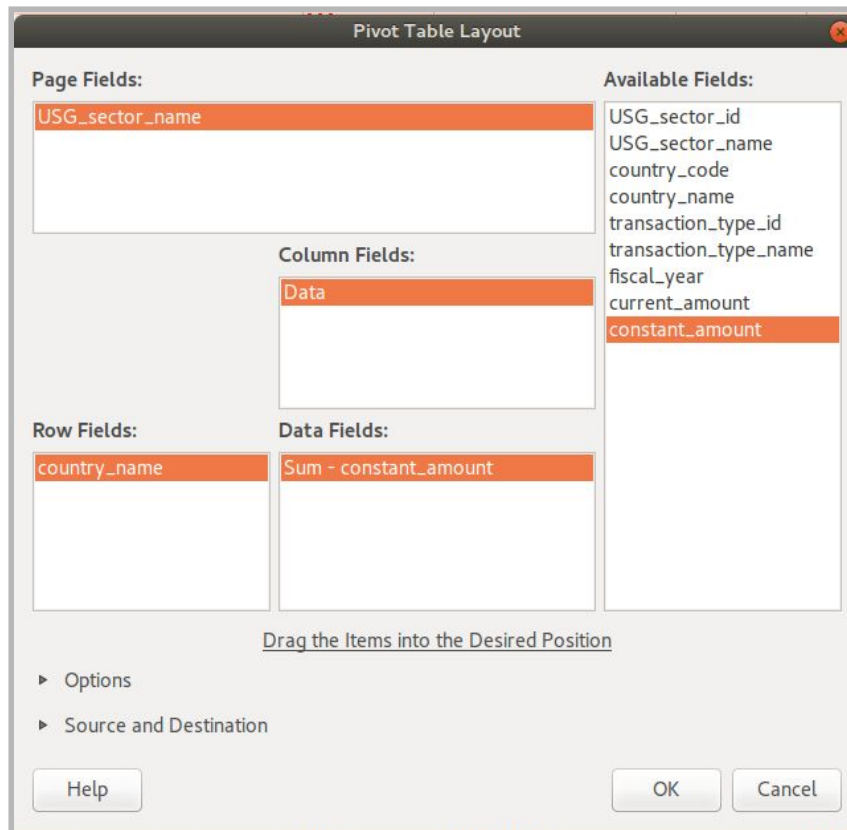 Pivot Table Layout
Page Fields:
USG_sector_name
Column Fields:
Data
Row Fields:
country_name
Data Fields:
Sum - constant_amount
Available Fields:
USG_sector_id
USG_sector_name
country_code
country_name
transaction_type_id
transaction_type_name
fiscal_year
current_amount
constant_amount
Drag the Items into the Desired Position
Options
Source and Destination
Help
OK
Cancel